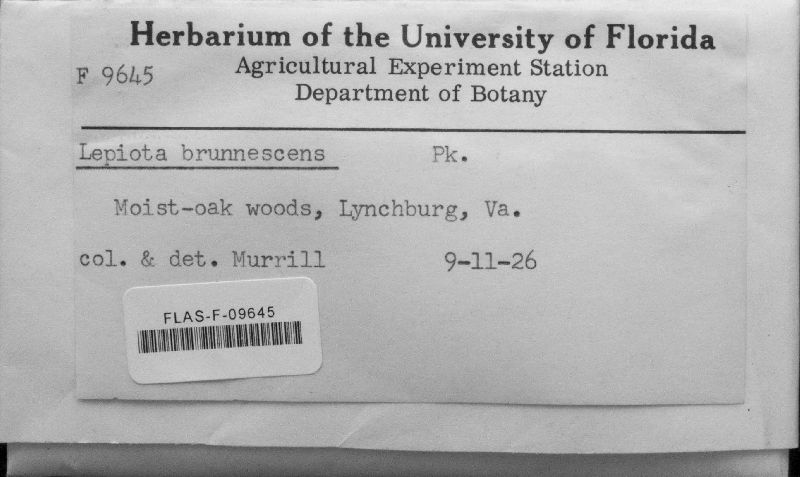 Herbarium of the University of Florida
F 9645
Agricultural Experiment Station
Department of Botany
Lepiota brunnescens Pk.
Moist-oak woods, Lynchburg, Va.
col. & det. Murrill 9-11-26
FLAS-F-09645